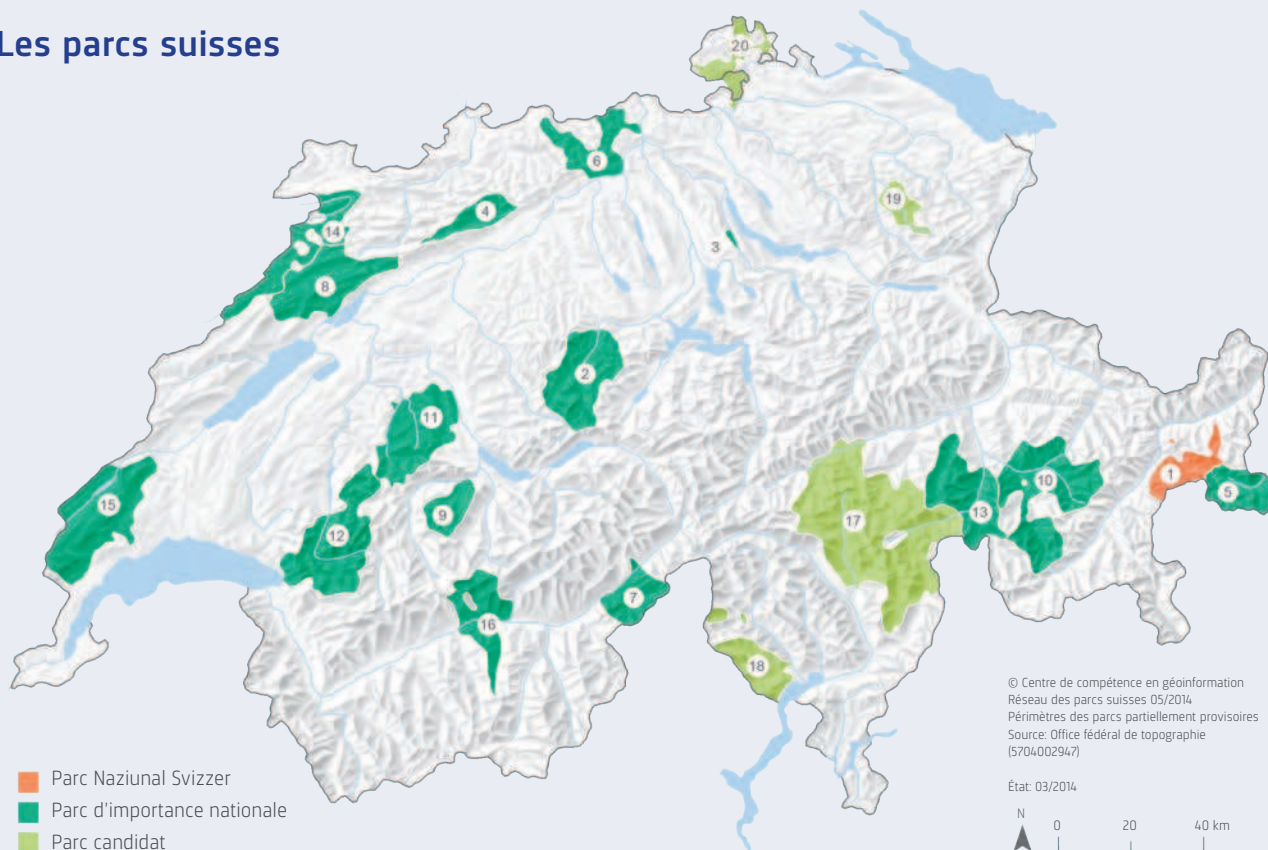 Les parcs suisses
20
6
4
19
14
3
8
2
11
1
10
5
15
13
9
17
12
7
16
18
© Centre de compétence en géoinformation
Réseau des parcs suisses 05/2014
Périmètres des parcs partiellement provisoires
Source: Office fédéral de topographie
(5704002947)
État: 03/2014
Parc Naziunal Svizzer
Parc d'importance nationale
Parc candidat
N
0 20 40 km